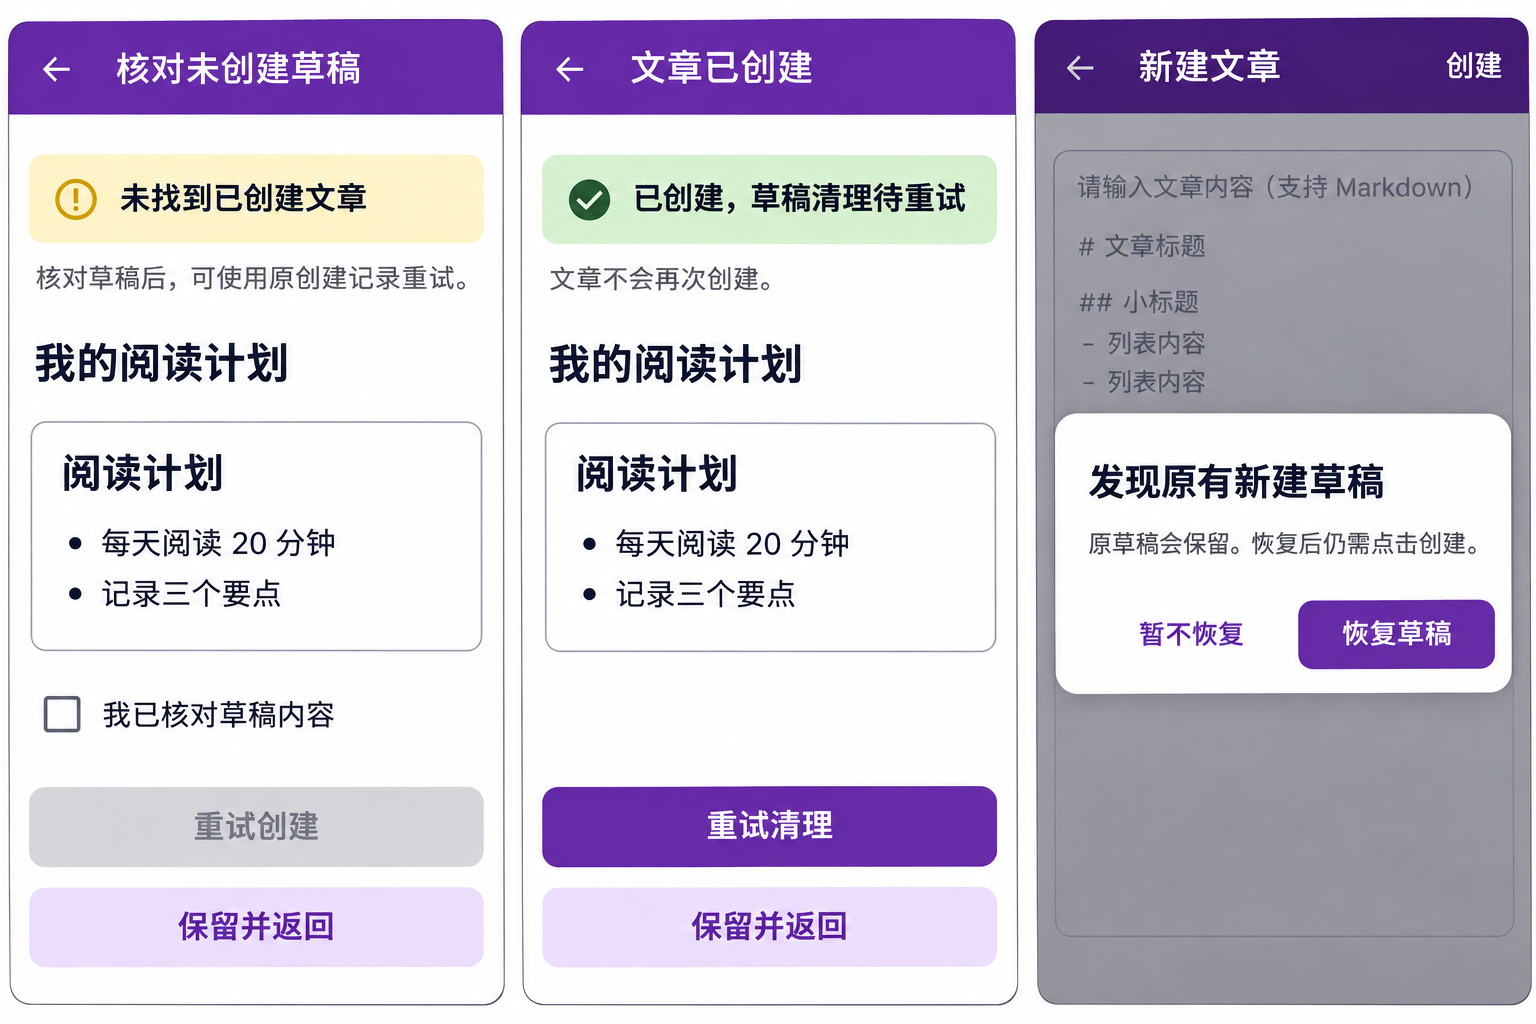 核对未创建草稿
未找到已创建文章
核对草稿后，可使用原创建记录重试。
我的阅读计划
阅读计划
• 每天阅读 20 分钟
• 记录三个要点
我已核对草稿内容
重试创建
保留并返回
文章已创建
已创建，草稿清理待重试
文章不会再次创建。
我的阅读计划
阅读计划
• 每天阅读 20 分钟
• 记录三个要点
重试清理
保留并返回
新建文章
创建
请输入文章内容（支持 Markdown）
# 文章标题
## 小标题
- 列表内容
- 列表内容
发现原有新建草稿
原草稿会保留。恢复后仍需点击创建。
暂不恢复
恢复草稿